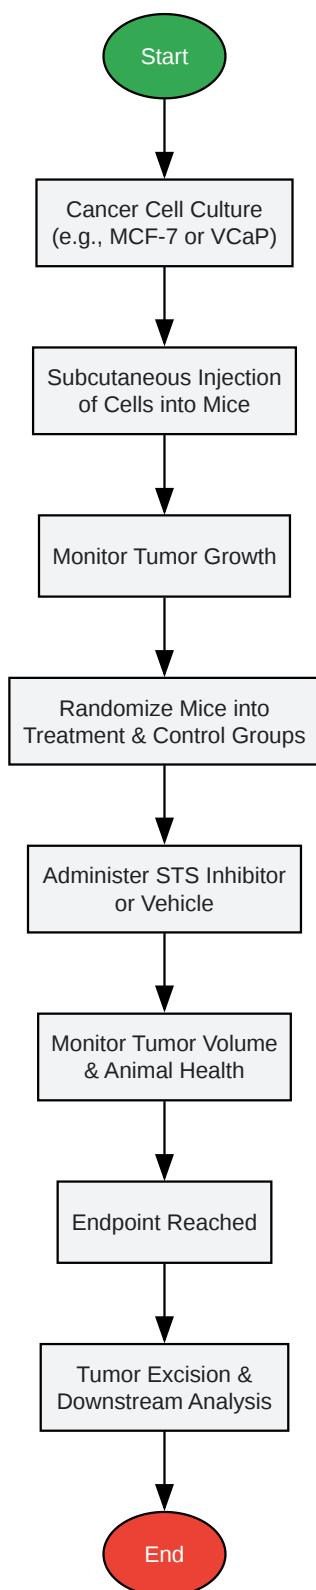 Start
Cancer Cell Culture
(e.g., MCF-7 or VCaP)
Subcutaneous Injection
of Cells into Mice
Monitor Tumor Growth
Randomize Mice into
Treatment & Control Groups
Administer STS Inhibitor
or Vehicle
Monitor Tumor Volume
& Animal Health
Endpoint Reached
Tumor Excision &
Downstream Analysis
End